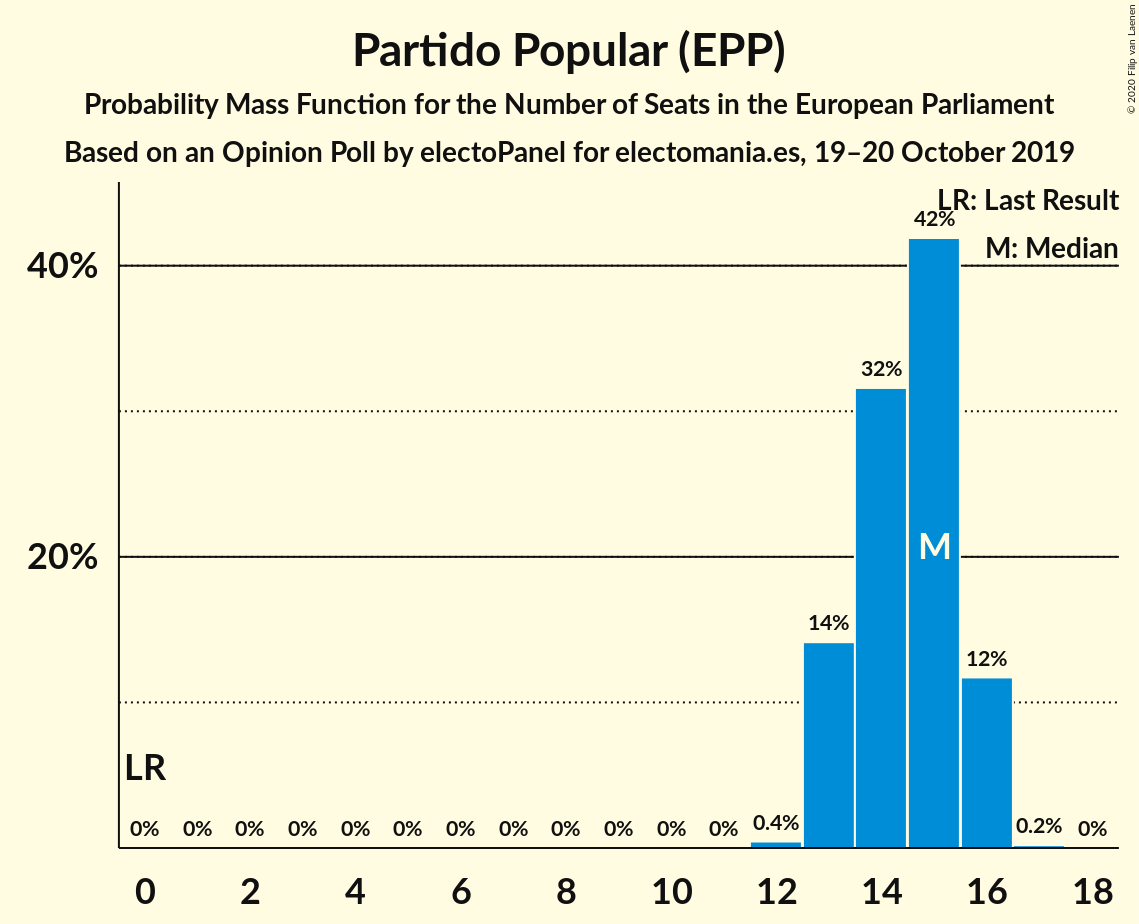 Partido Popular (EPP)
Probability Mass Function for the Number of Seats in the European Parliament
Based on an Opinion Poll by electoPanel for electomania.es, 19–20 October 2019
© 2020 Filip van Laenen
LR: Last Result
M: Median
40%
20%
42%
32%
M
14%
12%
LR
0% 0% 0% 0% 0% 0% 0% 0% 0% 0% 0% 0% 0.4% 0.2% 0%
0 2 4 6 8 10 12 14 16 18